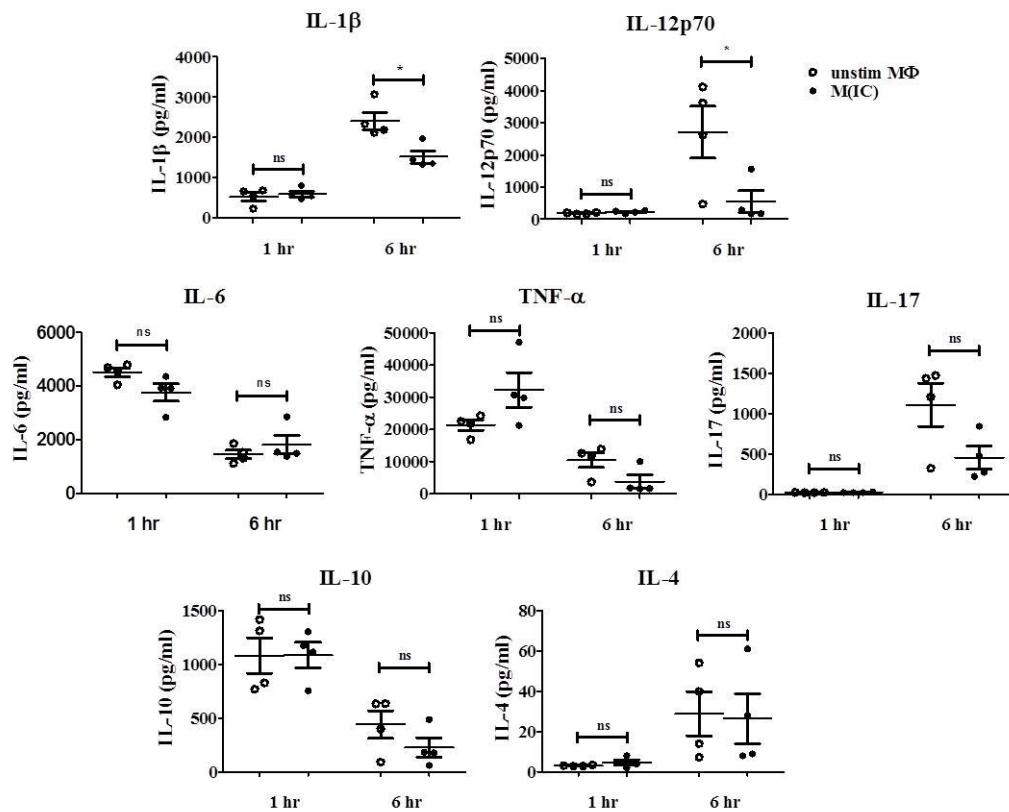 IL-1β
IL-1β (pg/ml)
4000
3000
2000
1000
0
ns
*
1 hr
6 hr
IL-12p70
IL-12p70 (pg/ml)
5000
4000
3000
2000
1000
0
ns
*
1 hr
6 hr
unstim MΦ
M(IC)
IL-6
IL-6 (pg/ml)
6000
4000
2000
0
ns
ns
1 hr
6 hr
TNF-α
TNF-α (pg/ml)
50000
40000
30000
20000
10000
0
ns
ns
1 hr
6 hr
IL-17
IL-17 (pg/ml)
2000
1500
1000
500
0
ns
ns
1 hr
6 hr
IL-10
IL-10 (pg/ml)
1500
1000
500
0
ns
ns
1 hr
6 hr
IL-4
IL-4 (pg/ml)
80
60
40
20
0
ns
ns
1 hr
6 hr